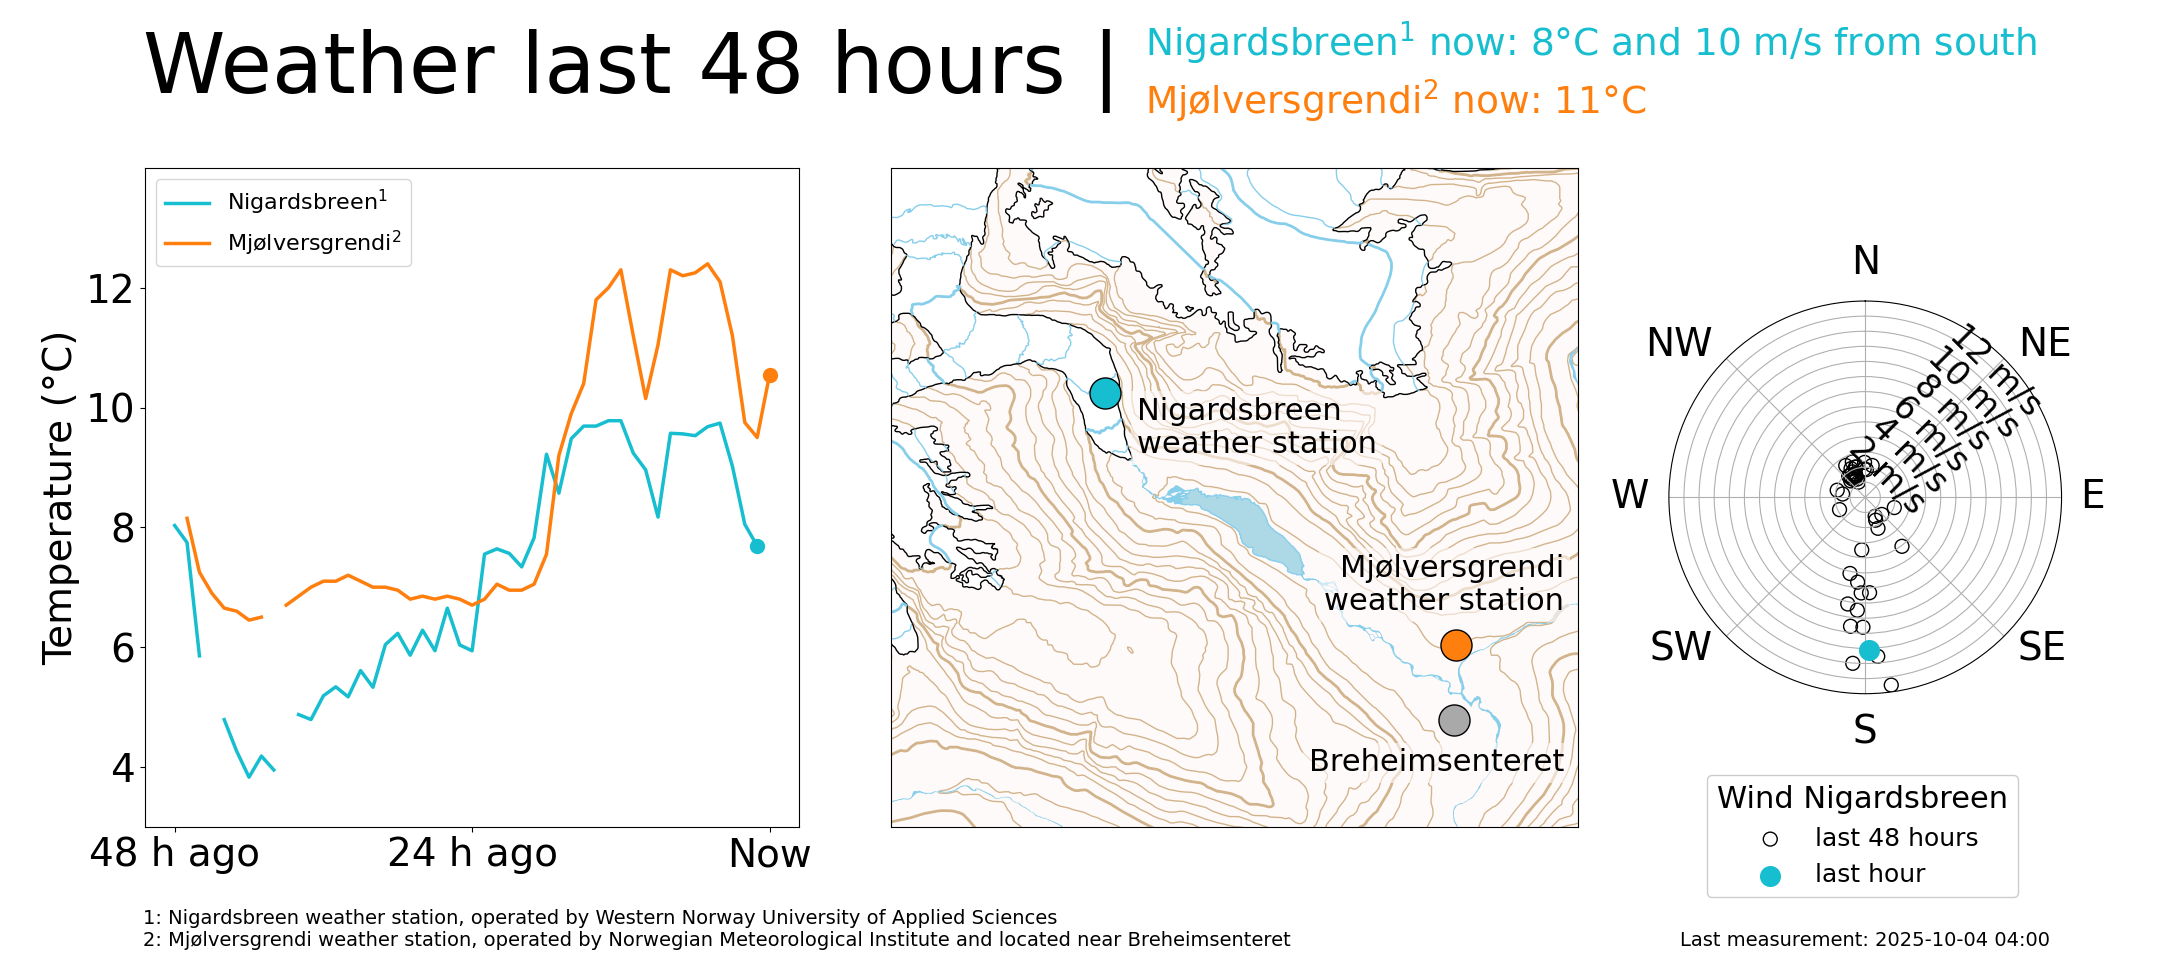 Weather last 48 hours |
Nigardsbreen¹ now: 8°C and 10 m/s from south
Mjølversgrendi² now: 11°C
Nigardsbreen¹
Mjølversgrendi²
Temperature (°C)
12
10
8
6
4
48 h ago
24 h ago
Now
Nigardsbreen
weather station
Mjølversgrendi
weather station
Breheimsenteret
N
NE
E
SE
S
SW
W
NW
12 m/s
10 m/s
8 m/s
6 m/s
4 m/s
2 m/s
Wind Nigardsbreen
last 48 hours
last hour
1: Nigardsbreen weather station, operated by Western Norway University of Applied Sciences
2: Mjølversgrendi weather station, operated by Norwegian Meteorological Institute and located near Breheimsenteret
Last measurement: 2025-10-04 04:00